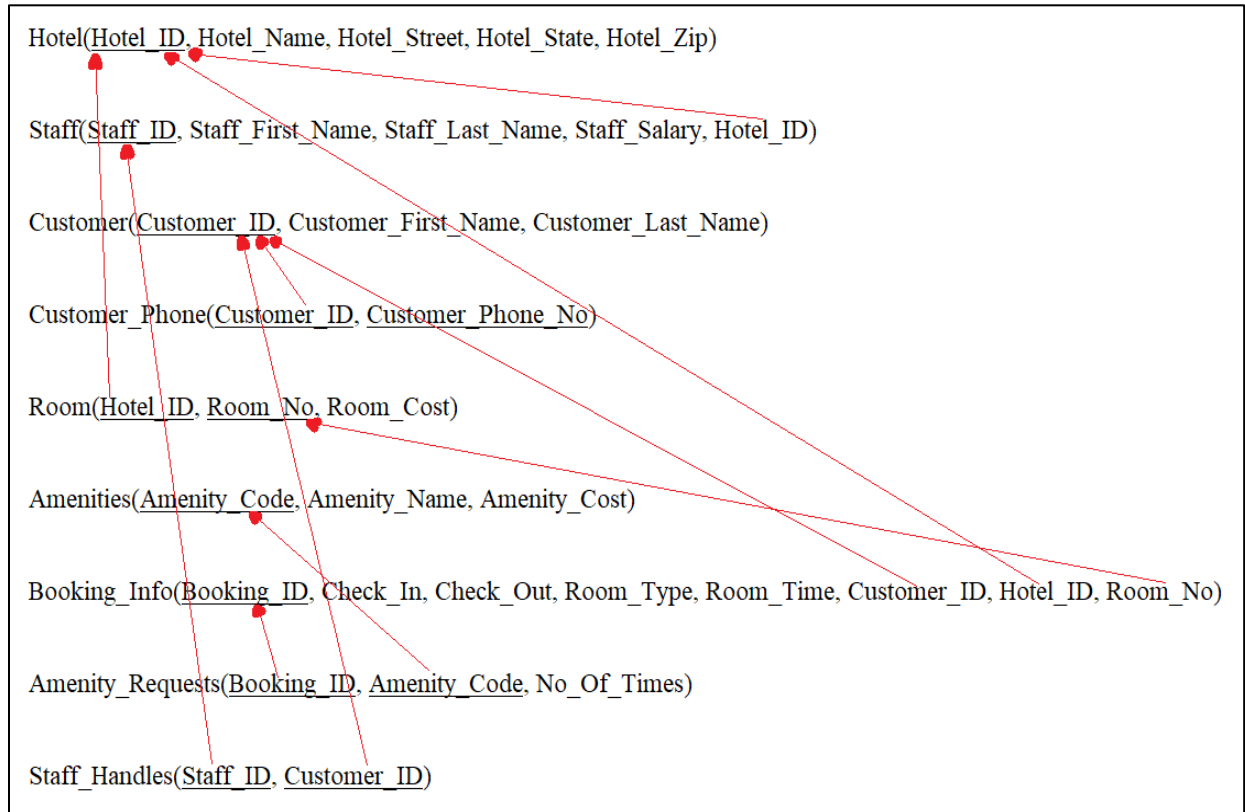 Hotel(Hotel_ID, Hotel_Name, Hotel_Street, Hotel_State, Hotel_Zip)
Staff(Staff_ID, Staff_First_Name, Staff_Last_Name, Staff_Salary, Hotel_ID)
Customer(Customer_ID, Customer_First_Name, Customer_Last_Name)
Customer_Phone(Customer_ID, Customer_Phone_No)
Room(Hotel_ID, Room_No, Room_Cost)
Amenities(Amenity_Code, Amenity_Name, Amenity_Cost)
Booking_Info(Booking_ID, Check_In, Check_Out, Room_Type, Room_Time, Customer_ID, Hotel_ID, Room_No)
Amenity_Requests(Booking_ID, Amenity_Code, No_Of_Times)
Staff_Handles(Staff_ID, Customer_ID)